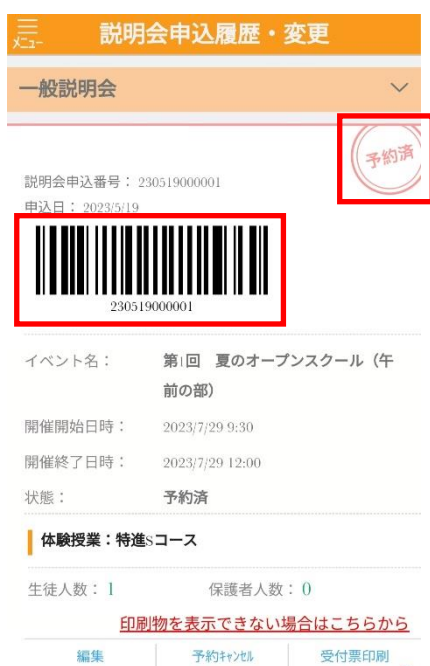 メニュー
説明会申込履歴・変更
一般説明会
予約済
説明会申込番号： 230519000001
申込日： 2023/5/19
230519000001
イベント名： 第1回　夏のオープンスクール（午
前の部）
開催開始日時： 2023/7/29 9:30
開催終了日時： 2023/7/29 12:00
状態： 予約済
体験授業：特進Sコース
生徒人数： 1 保護者人数： 0
印刷物を表示できない場合はこちらから
編集 予約ｷｬﾝｾﾙ 受付票印刷